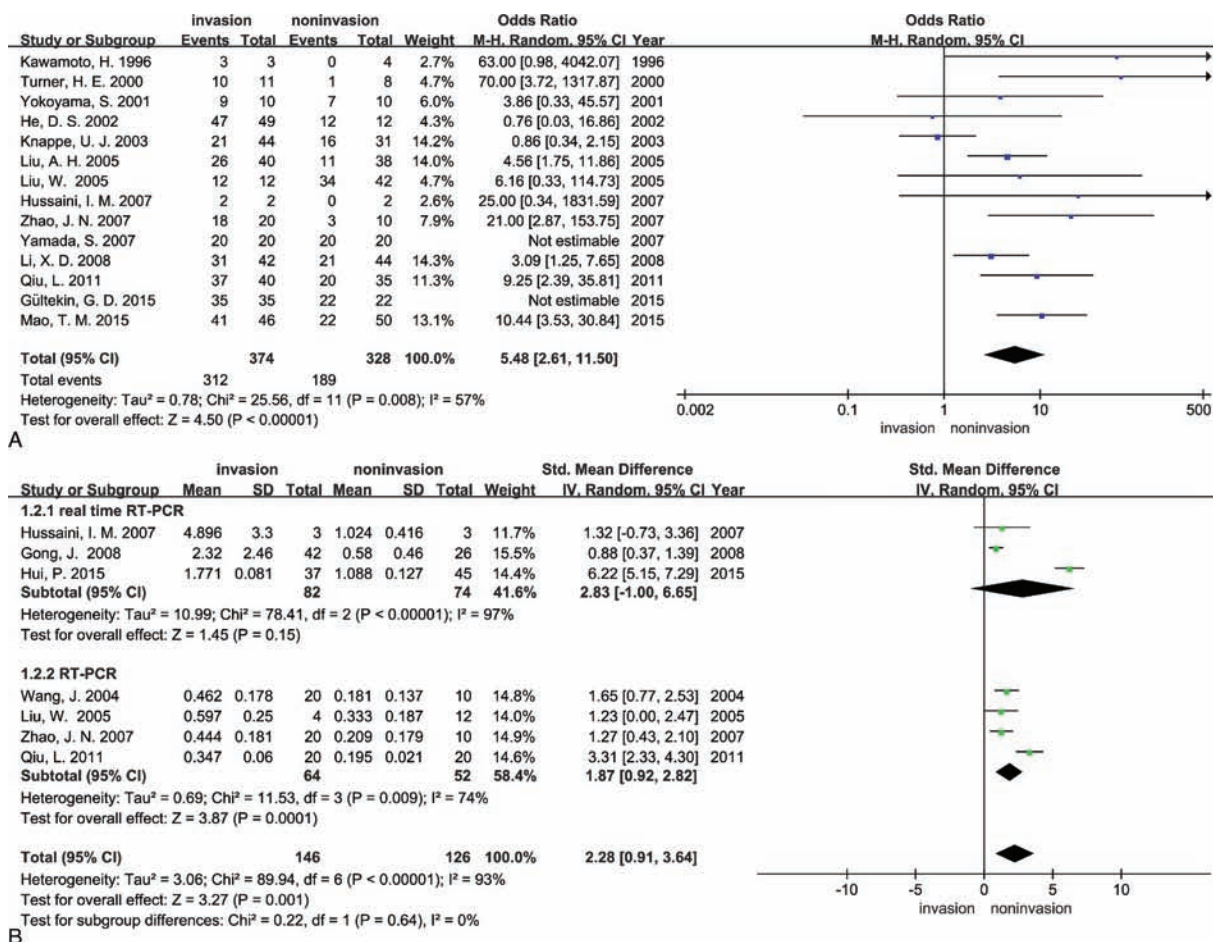 invasion noninvasion Odds Ratio Odds Ratio
Study or Subgroup Events Total Events Total Weight M-H, Random, 95% CI Year M-H, Random, 95% CI
Kawamoto, H. 1996 3 3 0 4 2.7% 63.00 [0.98, 4042.07] 1996
Turner, H. E. 2000 10 11 1 8 4.7% 70.00 [3.72, 1317.87] 2000
Yokoyama, S. 2001 9 10 7 10 6.0% 3.86 [0.33, 45.57] 2001
He, D. S. 2002 47 49 12 12 4.3% 0.76 [0.03, 16.86] 2002
Knappe, U. J. 2003 21 44 16 31 14.2% 0.86 [0.34, 2.15] 2003
Liu, A. H. 2005 26 40 11 38 14.0% 4.56 [1.75, 11.86] 2005
Liu, W. 2005 12 12 34 42 4.7% 6.16 [0.33, 114.73] 2005
Hussaini, I. M. 2007 2 2 0 2 2.6% 25.00 [0.34, 1831.59] 2007
Zhao, J. N. 2007 18 20 3 10 7.9% 21.00 [2.87, 153.75] 2007
Yamada, S. 2007 20 20 20 20 Not estimable 2007
Li, X. D. 2008 31 42 21 44 14.3% 3.09 [1.25, 7.65] 2008
Qiu, L. 2011 37 40 20 35 11.3% 9.25 [2.39, 35.81] 2011
Gültekin, G. D. 2015 35 35 22 22 Not estimable 2015
Mao, T. M. 2015 41 46 22 50 13.1% 10.44 [3.53, 30.84] 2015
Total (95% CI) 374 328 100.0% 5.48 [2.61, 11.50]
Total events 312 189
Heterogeneity: Tau² = 0.78; Chi² = 25.56, df = 11 (P = 0.008); I² = 57%
Test for overall effect: Z = 4.50 (P < 0.00001)
0.002 0.1 1 10 500
invasion noninvasion
A
invasion noninvasion Std. Mean Difference Std. Mean Difference
Study or Subgroup Mean SD Total Mean SD Total Weight IV, Random, 95% CI Year IV, Random, 95% CI
1.2.1 real time RT-PCR
Hussaini, I. M. 2007 4.896 3.3 3 1.024 0.416 3 11.7% 1.32 [-0.73, 3.36] 2007
Gong, J. 2008 2.32 2.46 42 0.58 0.46 26 15.5% 0.88 [0.37, 1.39] 2008
Hui, P. 2015 1.771 0.081 37 1.088 0.127 45 14.4% 6.22 [5.15, 7.29] 2015
Subtotal (95% CI) 82 74 41.6% 2.83 [-1.00, 6.65]
Heterogeneity: Tau² = 10.99; Chi² = 78.41, df = 2 (P < 0.00001); I² = 97%
Test for overall effect: Z = 1.45 (P = 0.15)
1.2.2 RT-PCR
Wang, J. 2004 0.462 0.178 20 0.181 0.137 10 14.8% 1.65 [0.77, 2.53] 2004
Liu, W. 2005 0.597 0.25 4 0.333 0.187 12 14.0% 1.23 [0.00, 2.47] 2005
Zhao, J. N. 2007 0.444 0.181 20 0.209 0.179 10 14.9% 1.27 [0.43, 2.10] 2007
Qiu, L. 2011 0.347 0.06 20 0.195 0.021 20 14.6% 3.31 [2.33, 4.30] 2011
Subtotal (95% CI) 64 52 58.4% 1.87 [0.92, 2.82]
Heterogeneity: Tau² = 0.69; Chi² = 11.53, df = 3 (P = 0.009); I² = 74%
Test for overall effect: Z = 3.87 (P = 0.0001)
Total (95% CI) 146 126 100.0% 2.28 [0.91, 3.64]
Heterogeneity: Tau² = 3.06; Chi² = 89.94, df = 6 (P < 0.00001); I² = 93%
Test for overall effect: Z = 3.27 (P = 0.001)
Test for subgroup differences: Chi² = 0.22, df = 1 (P = 0.64), I² = 0%
-10 -5 0 5 10
invasion noninvasion
B